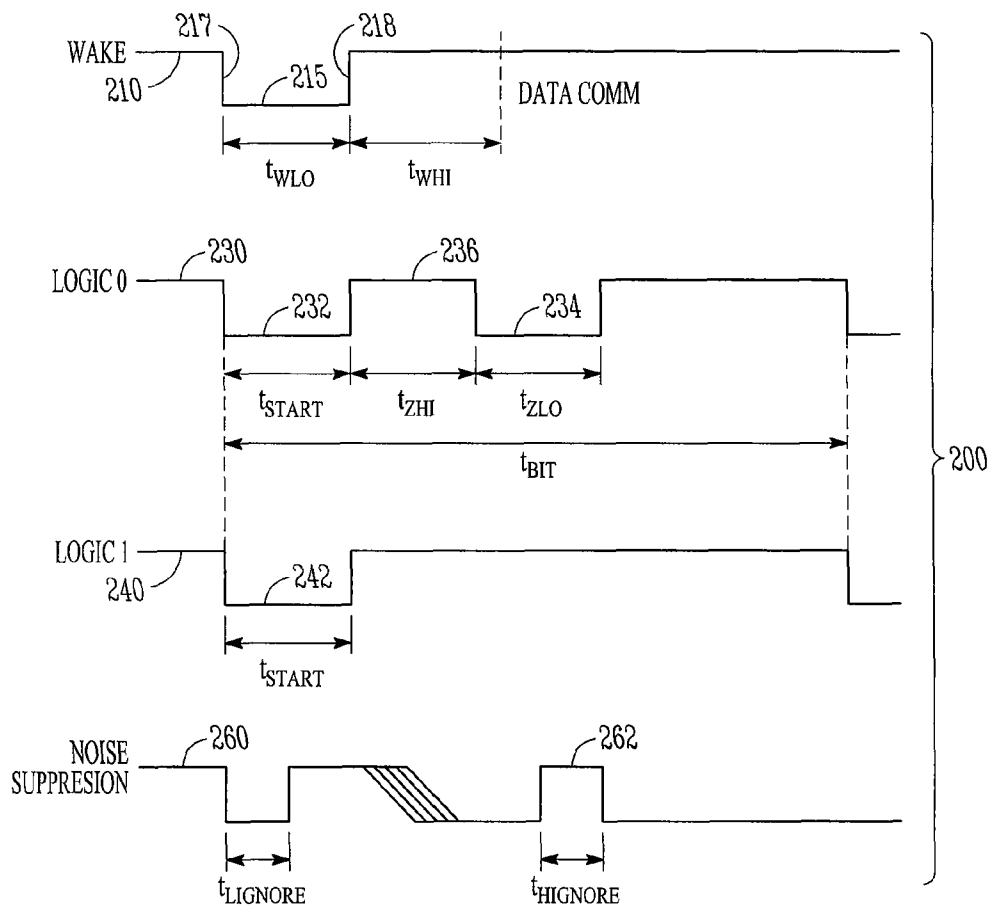 217
218
WAKE
210
215
DATA COMM
tWLO
tWHI
230
236
LOGIC 0
232
234
tSTART
tZHI
tZLO
tBIT
200
LOGIC 1
240
242
tSTART
NOISE
SUPPRESION
260
262
tLIGNORE
tHIGNORE